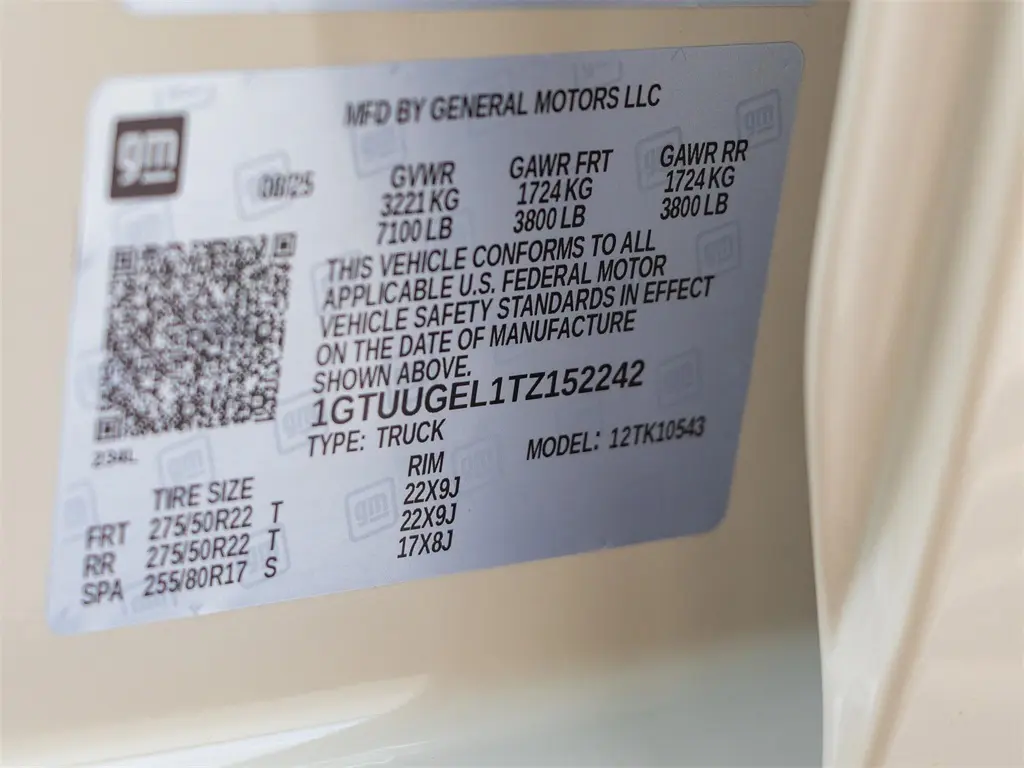 MFD BY GENERAL MOTORS LLC
gm
08/25
GVWR GAWR FRT GAWR RR
3221 KG 1724 KG 1724 KG
7100 LB 3800 LB 3800 LB
THIS VEHICLE CONFORMS TO ALL
APPLICABLE U.S. FEDERAL MOTOR
VEHICLE SAFETY STANDARDS IN EFFECT
ON THE DATE OF MANUFACTURE
SHOWN ABOVE.
1GTUUGEL1TZ152242
TYPE: TRUCK MODEL: 12TK10543
TIRE SIZE RIM
FRT 275/50R22 T 22X9J
RR 275/50R22 T 22X9J
SPA 255/80R17 S 17X8J